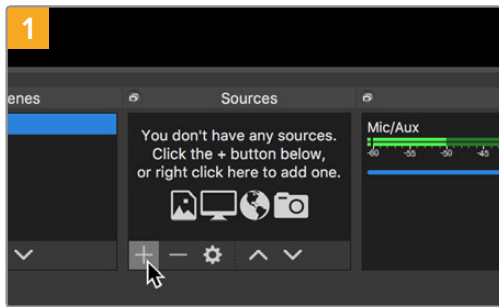 1
enes
Sources
Mic/Aux
You don't have any sources.
Click the + button below,
or right click here to add one.
-60 -55 -50 -45